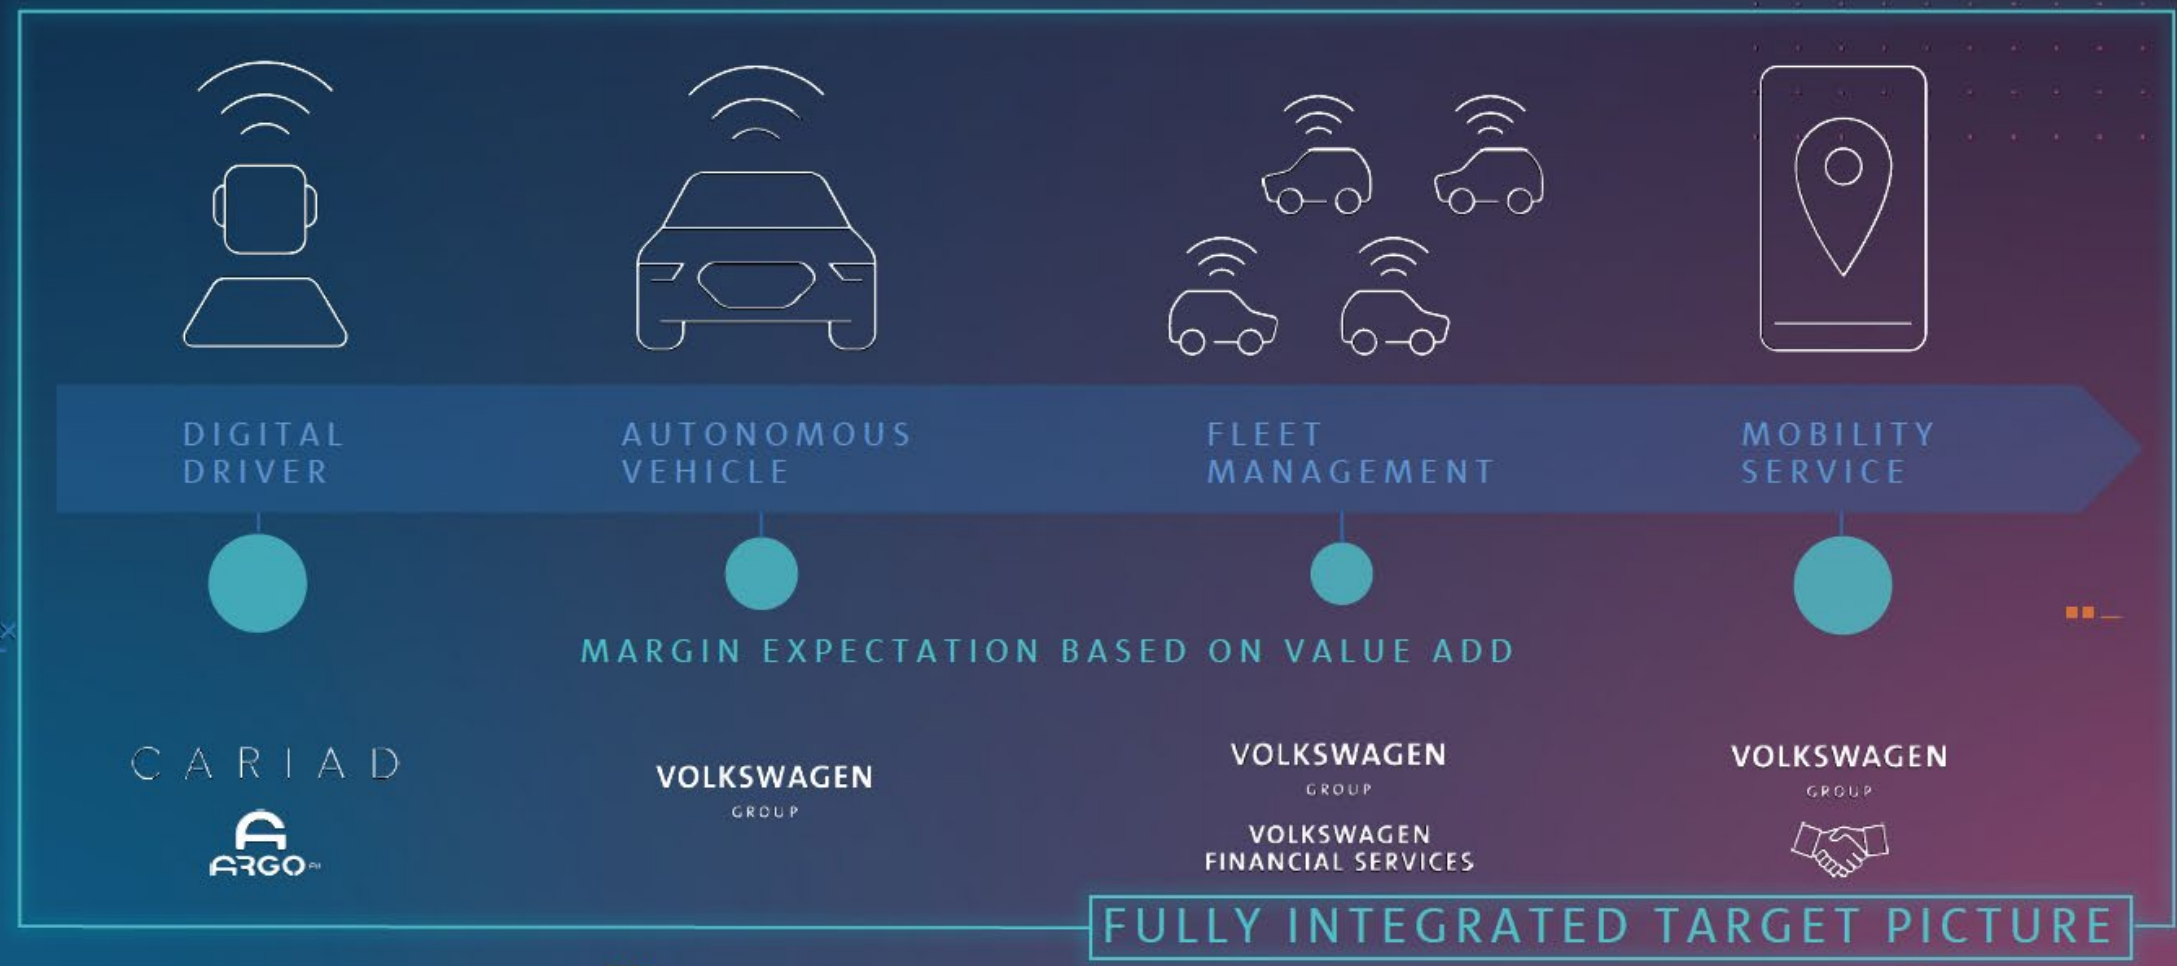 DIGITAL
DRIVER
AUTONOMOUS
VEHICLE
FLEET
MANAGEMENT
MOBILITY
SERVICE
MARGIN EXPECTATION BASED ON VALUE ADD
CARIAD
ARGO AI
VOLKSWAGEN
GROUP
VOLKSWAGEN
GROUP
VOLKSWAGEN
FINANCIAL SERVICES
VOLKSWAGEN
GROUP
FULLY INTEGRATED TARGET PICTURE